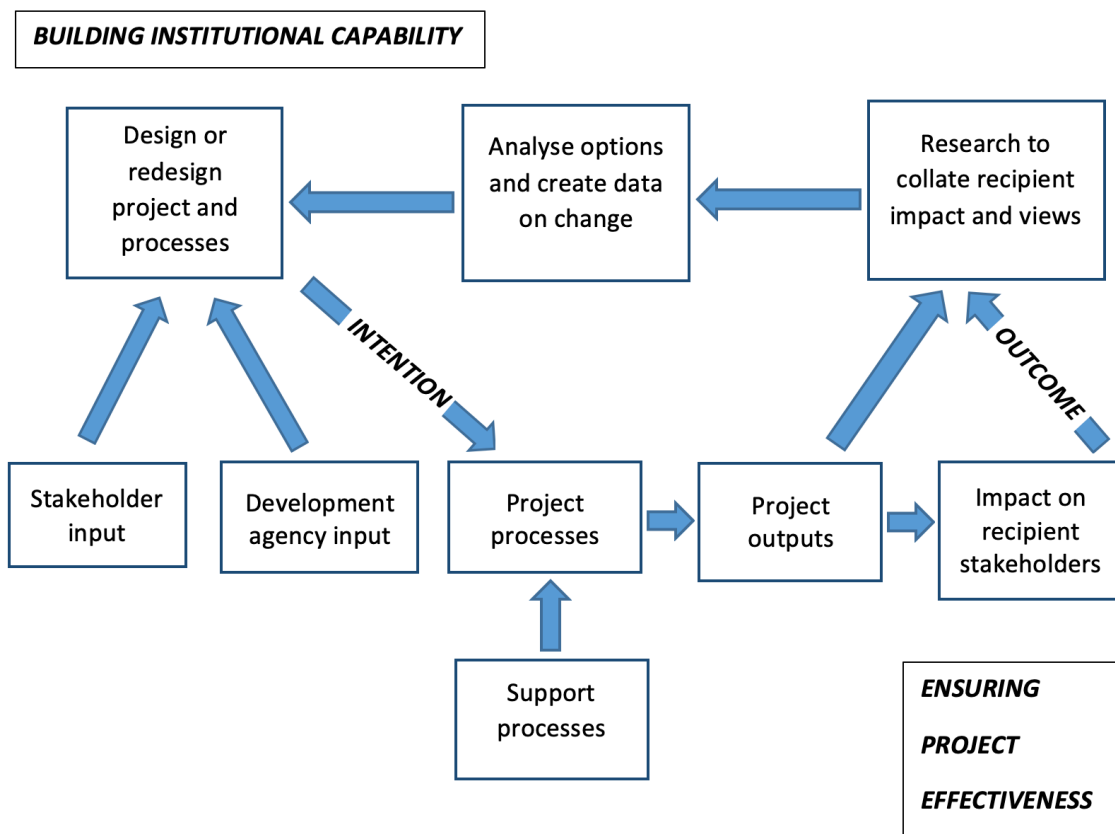 BUILDING INSTITUTIONAL CAPABILITY
Design or
redesign
project and
processes
Analyse options
and create data
on change
Research to
collate recipient
impact and views
INTENTION
OUTCOME
Stakeholder
input
Development
agency input
Project
processes
Project
outputs
Impact on
recipient
stakeholders
Support
processes
ENSURING
PROJECT
EFFECTIVENESS